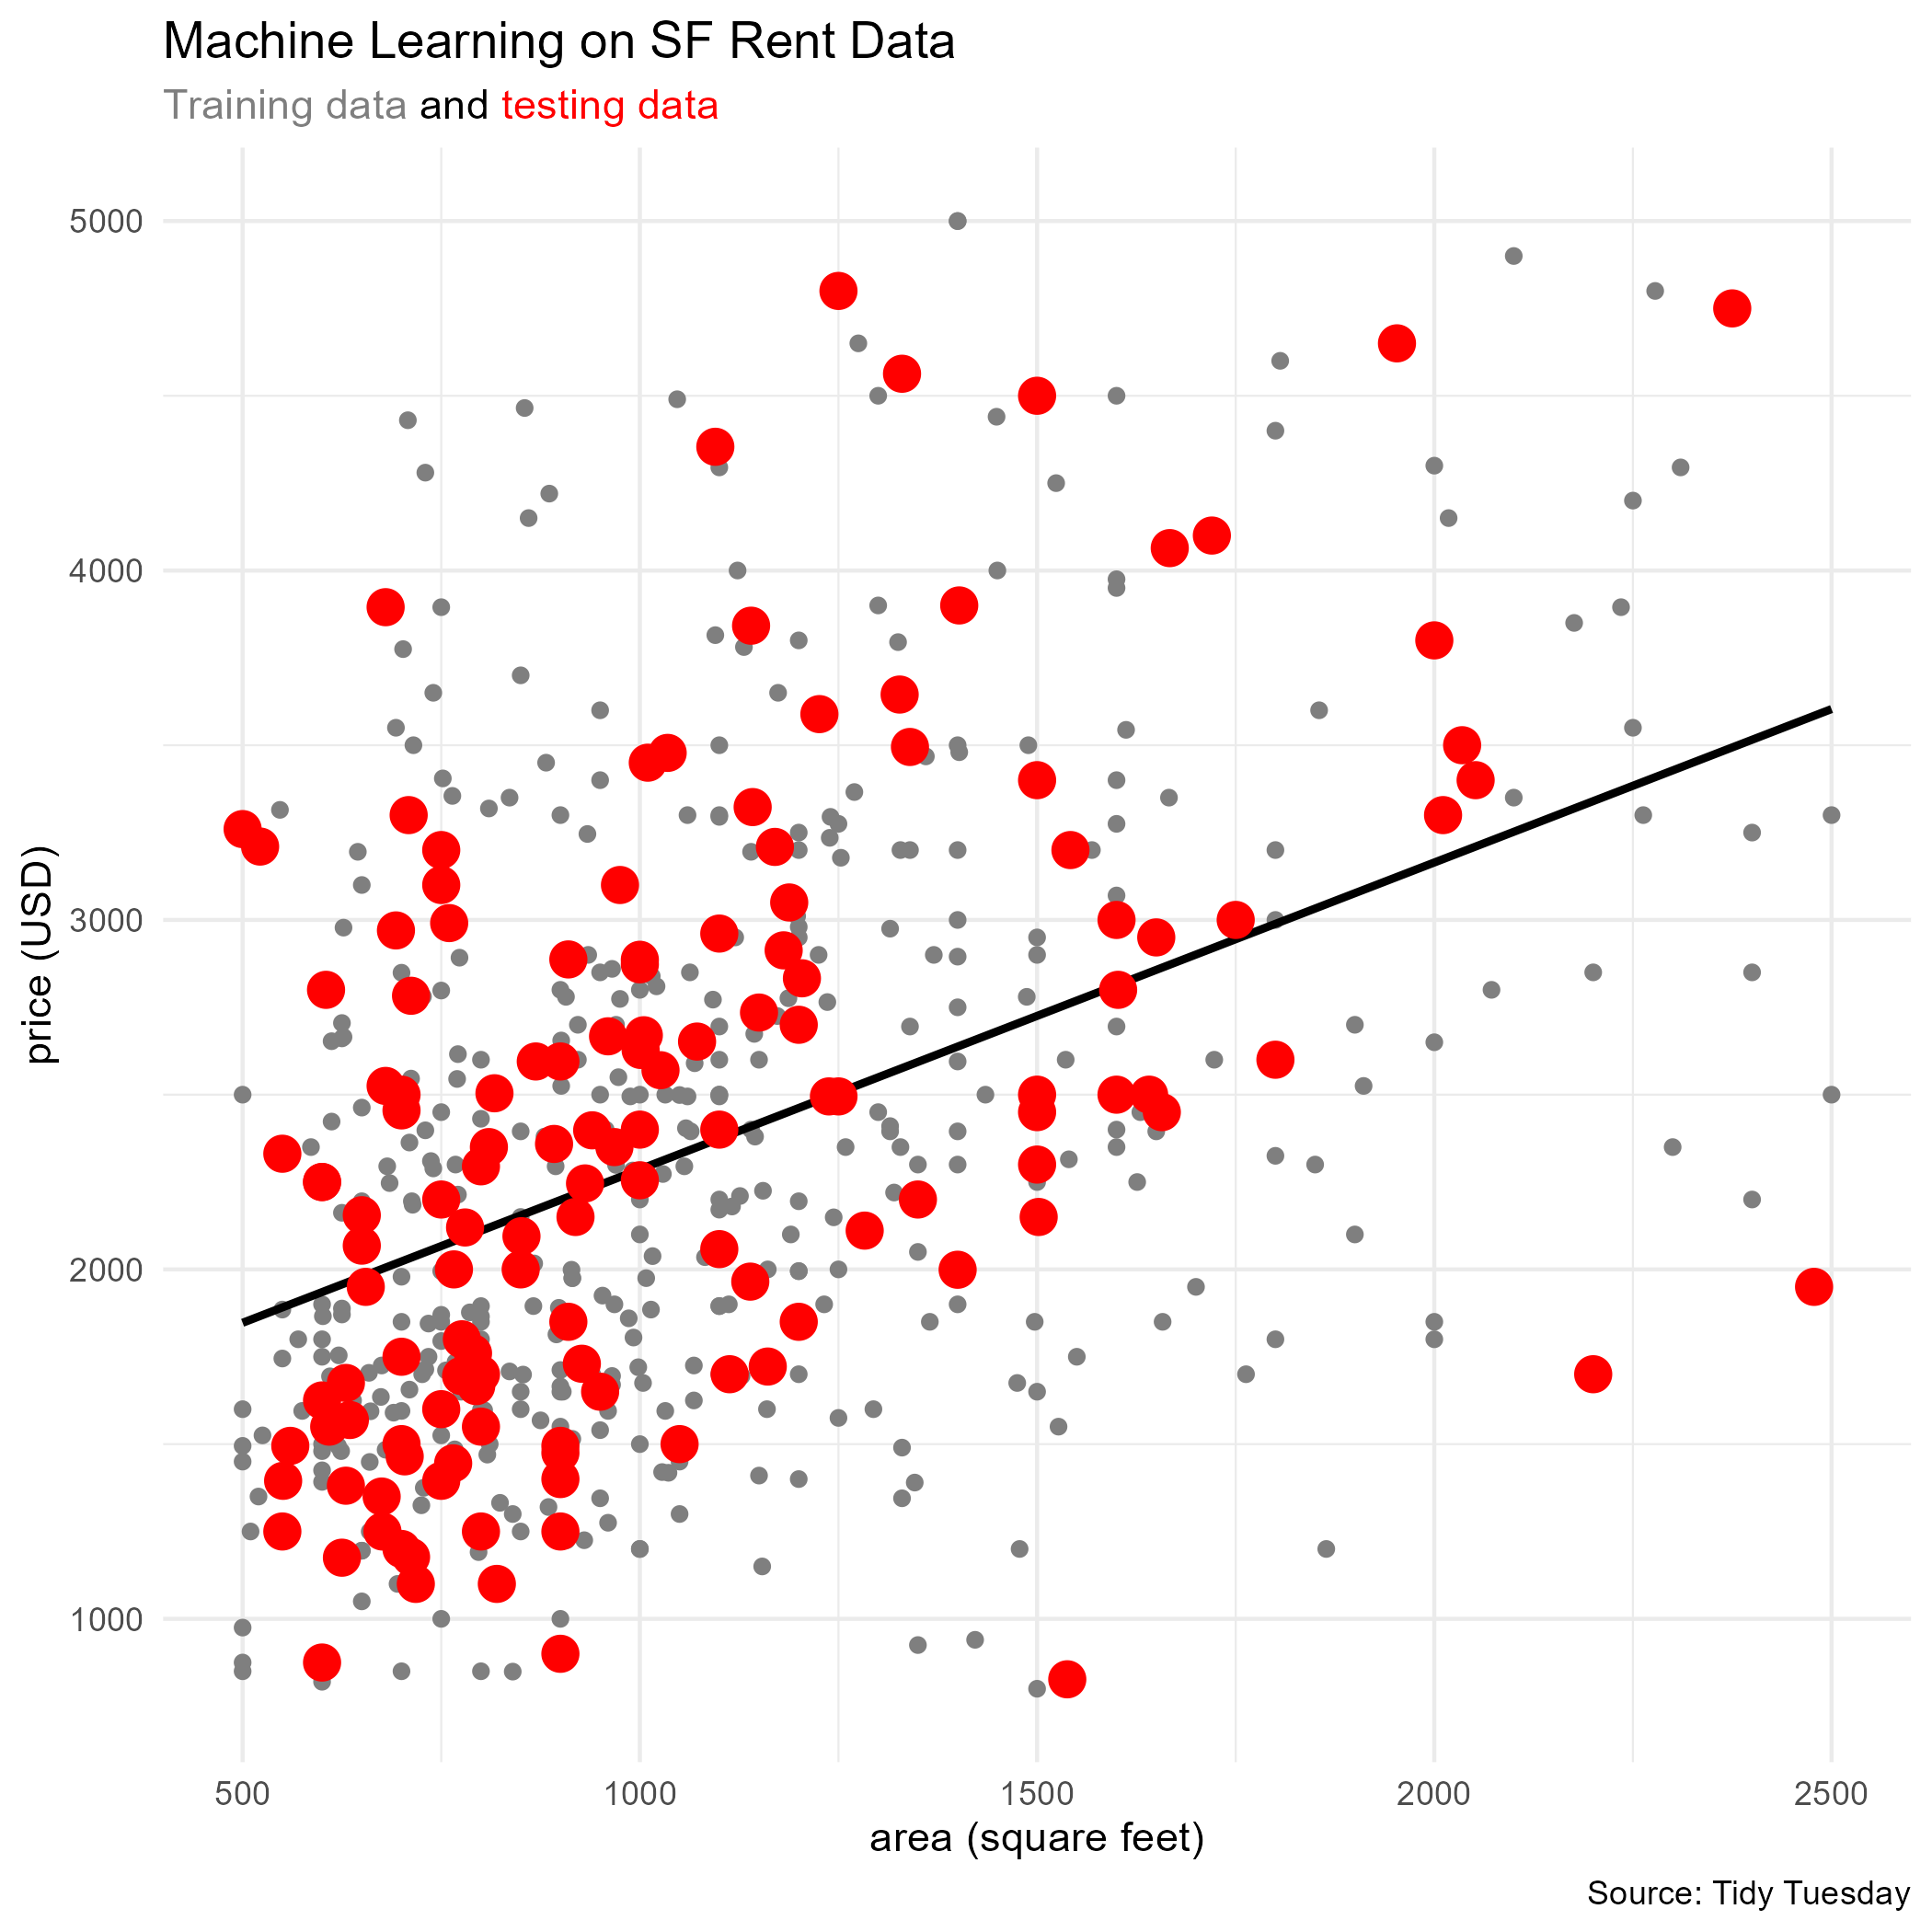 Machine Learning on SF Rent Data
Training data and testing data
5000
4000
3000
2000
1000
price (USD)
500 1000 1500 2000 2500
area (square feet)
Source: Tidy Tuesday